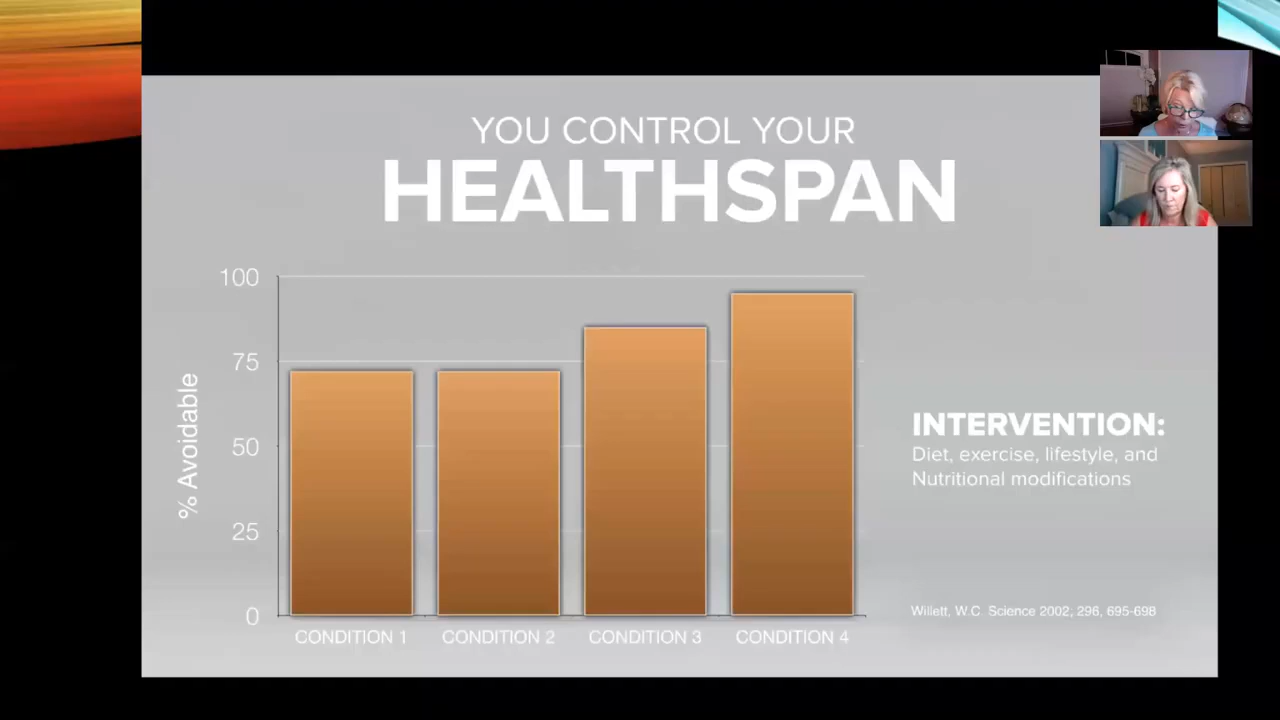 YOU CONTROL YOUR
HEALTHSPAN
100
75
50
25
0
% Avoidable
CONDITION 1
CONDITION 2
CONDITION 3
CONDITION 4
INTERVENTION:
Diet, exercise, lifestyle, and
Nutritional modifications
Willett, W.C. Science 2002, 296, 695-698